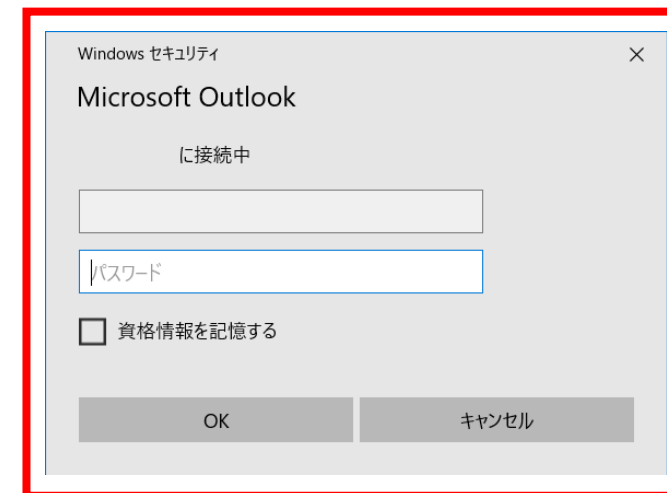 Windows セキュリティ
Microsoft Outlook
に接続中
パスワード
資格情報を記憶する
OK キャンセル